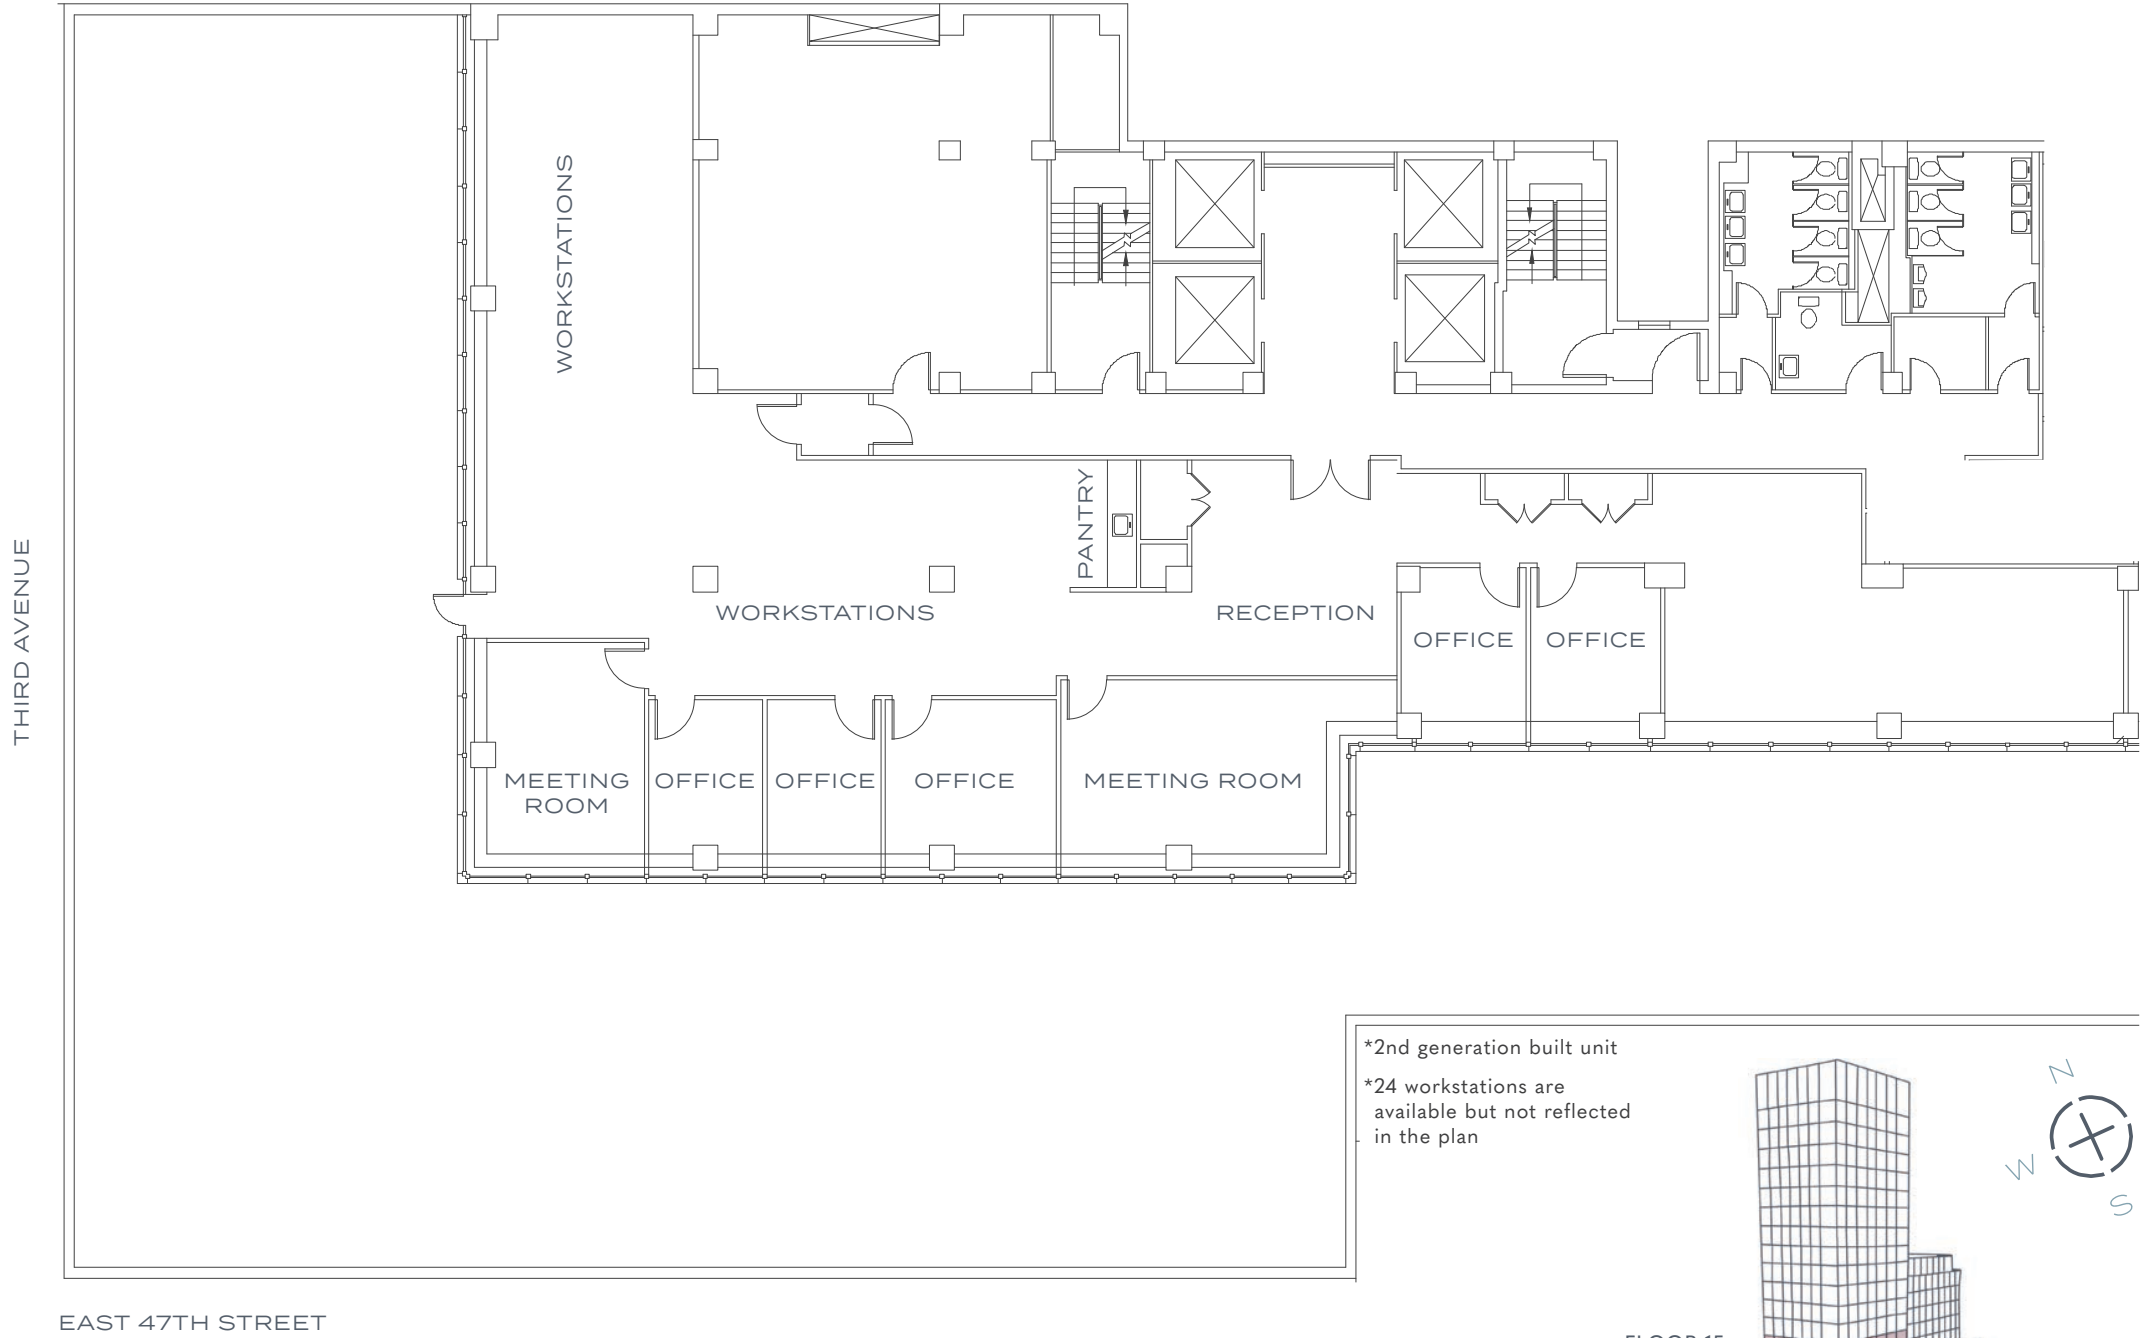 WORKSTATIONS
PANTRY
THIRD AVENUE
WORKSTATIONS
RECEPTION
OFFICE
OFFICE
MEETING
ROOM
OFFICE
OFFICE
OFFICE
MEETING ROOM
*2nd generation built unit
*24 workstations are
available but not reflected
in the plan
N
W
S
EAST 47TH STREET